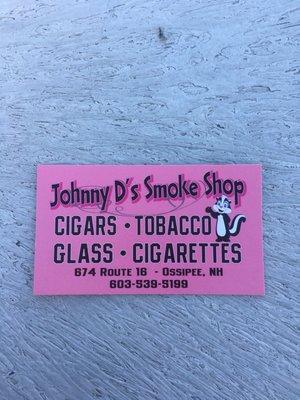 Johnny D's Smoke Shop
CIGARS • TOBACCO
GLASS • CIGARETTES
674 ROUTE 16 - OSSIPEE, NH
603-539-5199